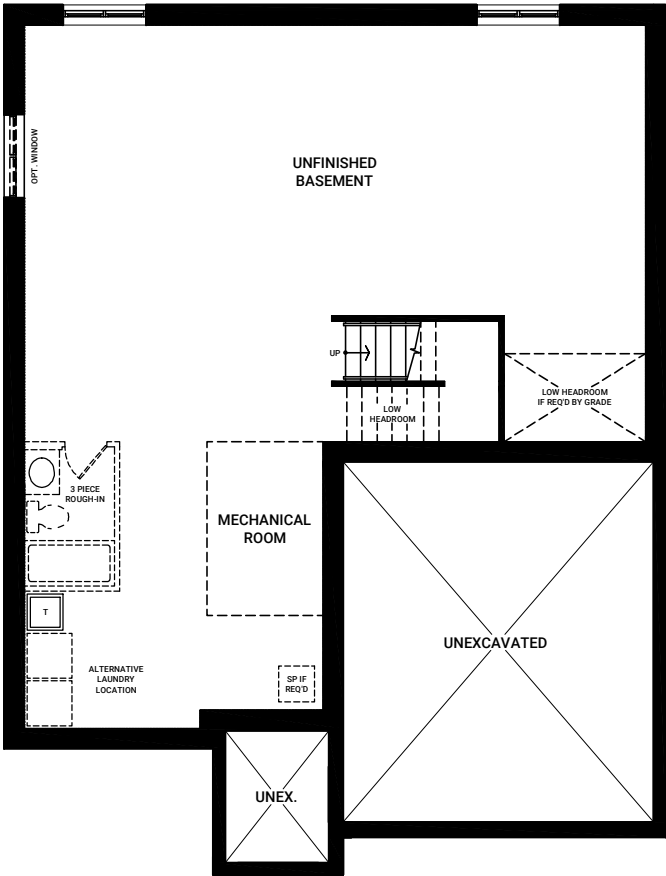 OPT. WINDOW
UNFINISHED
BASEMENT
UP
LOW
HEADROOM
LOW HEADROOM
IF REQ'D BY GRADE
3 PIECE
ROUGH-IN
MECHANICAL
ROOM
T
UNEXCAVATED
ALTERNATIVE
LAUNDRY
LOCATION
SP IF
REQ'D
UNEX.